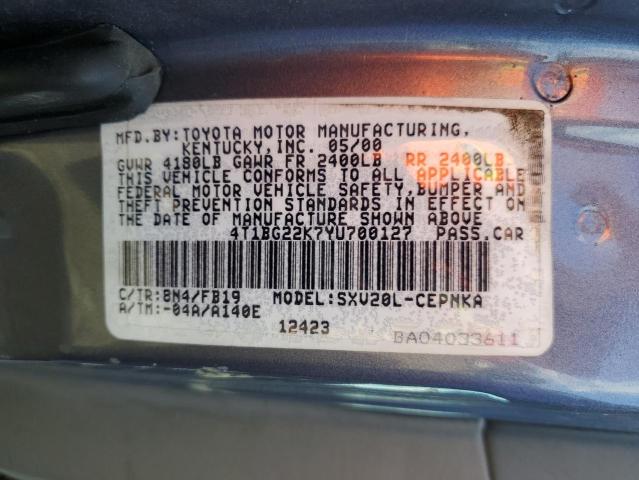 MFD.BY:TOYOTA MOTOR MANUFACTURING,
KENTUCKY, INC. 05/00
GVWR 4180LB GAWR FR 2400LB RR 2400LB
THIS VEHICLE CONFORMS TO ALL APPLICABLE
FEDERAL MOTOR VEHICLE SAFETY, BUMPER AND
THEFT PREVENTION STANDARDS IN EFFECT ON
THE DATE OF MANUFACTURE SHOWN ABOVE
4T1BG22K7YU700127 PASS.CAR
C/TR:8N4/FB19 MODEL:SXV20L-CEPNKA
A/TM:-04A/A140E
12423 BA04033611